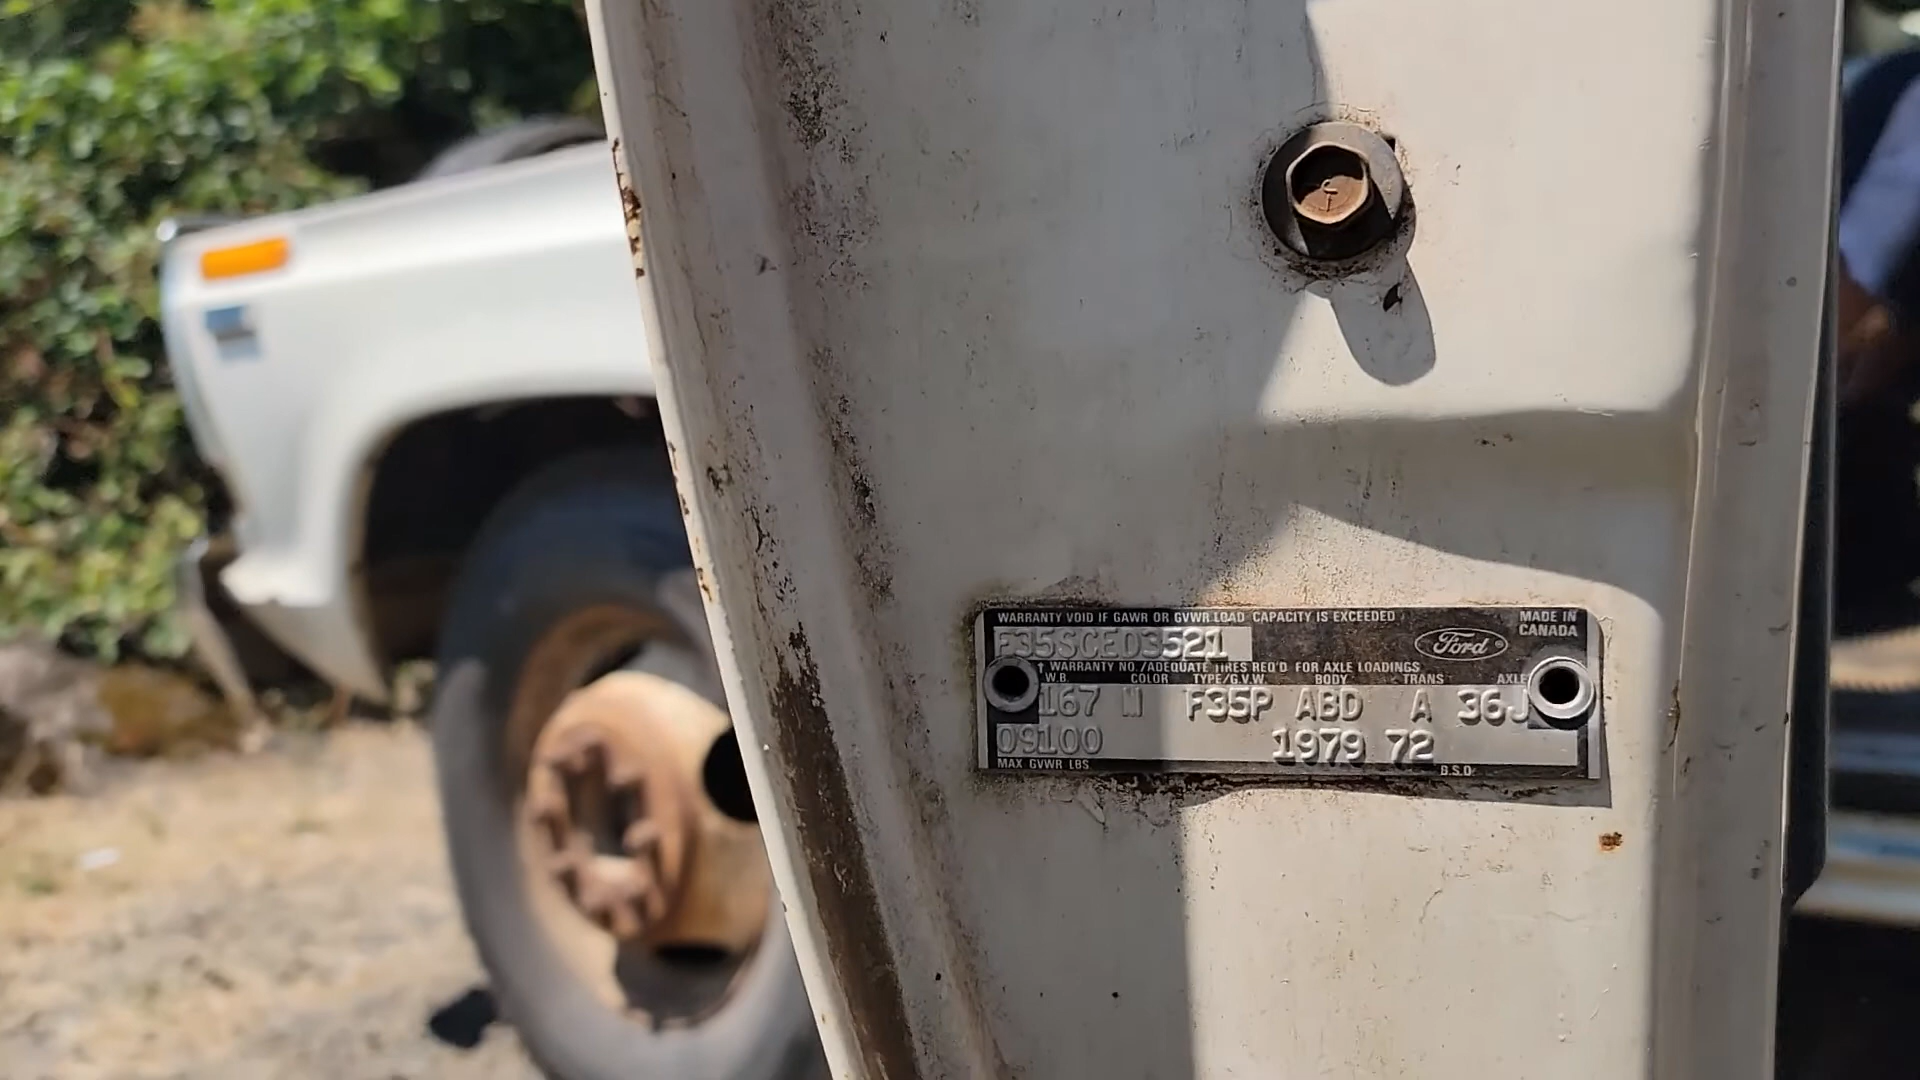 WARRANTY VOID IF GAWR OR GVWR LOAD CAPACITY IS EXCEEDED
MADE IN CANADA
F35SCED3521
Ford
↑ WARRANTY NO./ADEQUATE TIRES REQ'D FOR AXLE LOADINGS
W.B. COLOR TYPE/G.V.W. BODY TRANS AXLE
167 M F35P ABD A 36J
09100 1979 72
MAX GVWR LBS B.S.O.